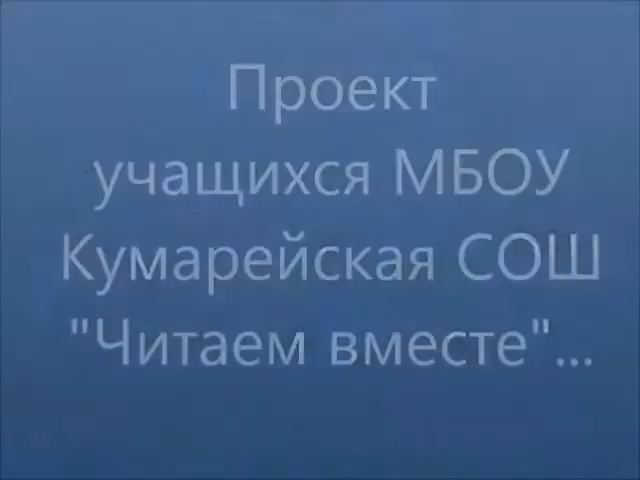 Проект
учащихся МБОУ
Кумарейская СОШ
"Читаем вместе"...